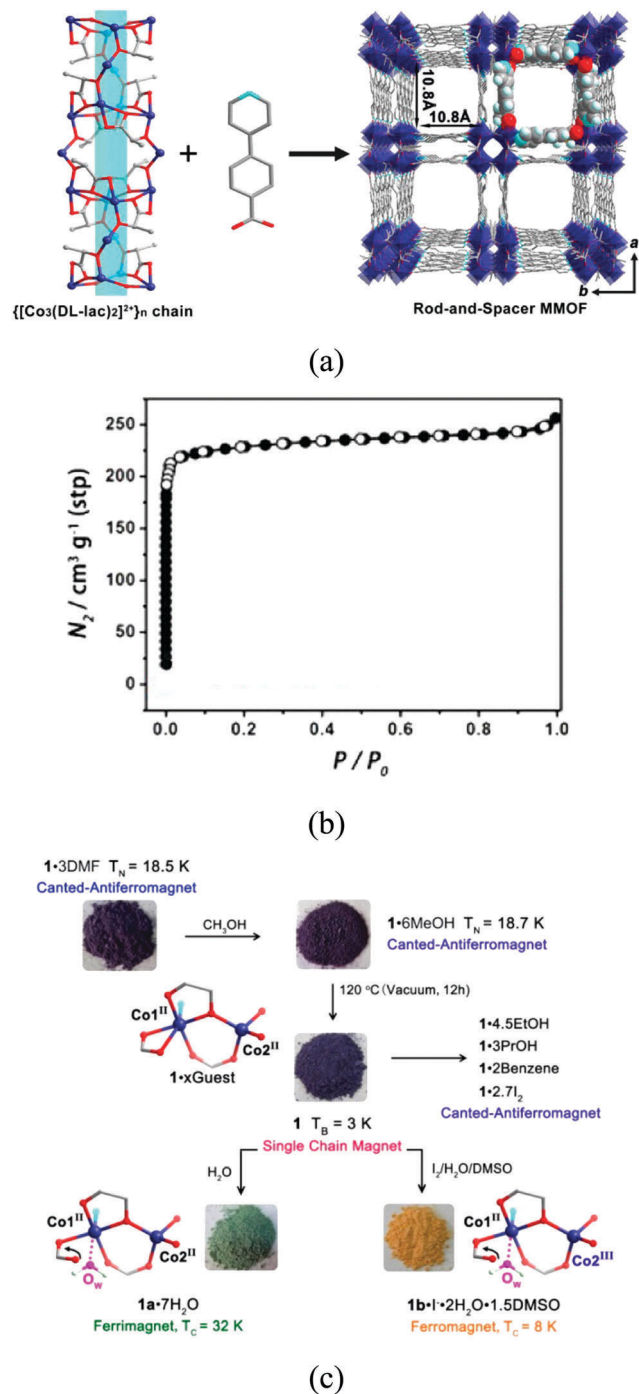 10.8Å
10.8Å
+
a
b
{[Co3(DL-lac)2]2+}n chain
Rod-and-Spacer MMOF
(a)
250
200
150
100
50
0
N2 / cm3 g-1 (stp)
0.0 0.2 0.4 0.6 0.8 1.0
P / P0
(b)
1•3DMF TN = 18.5 K
Canted-Antiferromagnet
CH3OH
1•6MeOH TN = 18.7 K
Canted-Antiferromagnet
120 °C (Vacuum, 12h)
Co1II
Co2II
1•xGuest
1•4.5EtOH
1•3PrOH
1•2Benzene
1•2.7I2
Canted-Antiferromagnet
1 TB = 3 K
Single Chain Magnet
H2O
I2/H2O/DMSO
Co1II
Co2II
Ow
Co1II
Co2III
Ow
1a•7H2O
Ferrimagnet, TC = 32 K
1b•I-•2H2O•1.5DMSO
Ferromagnet, TC = 8 K
(c)